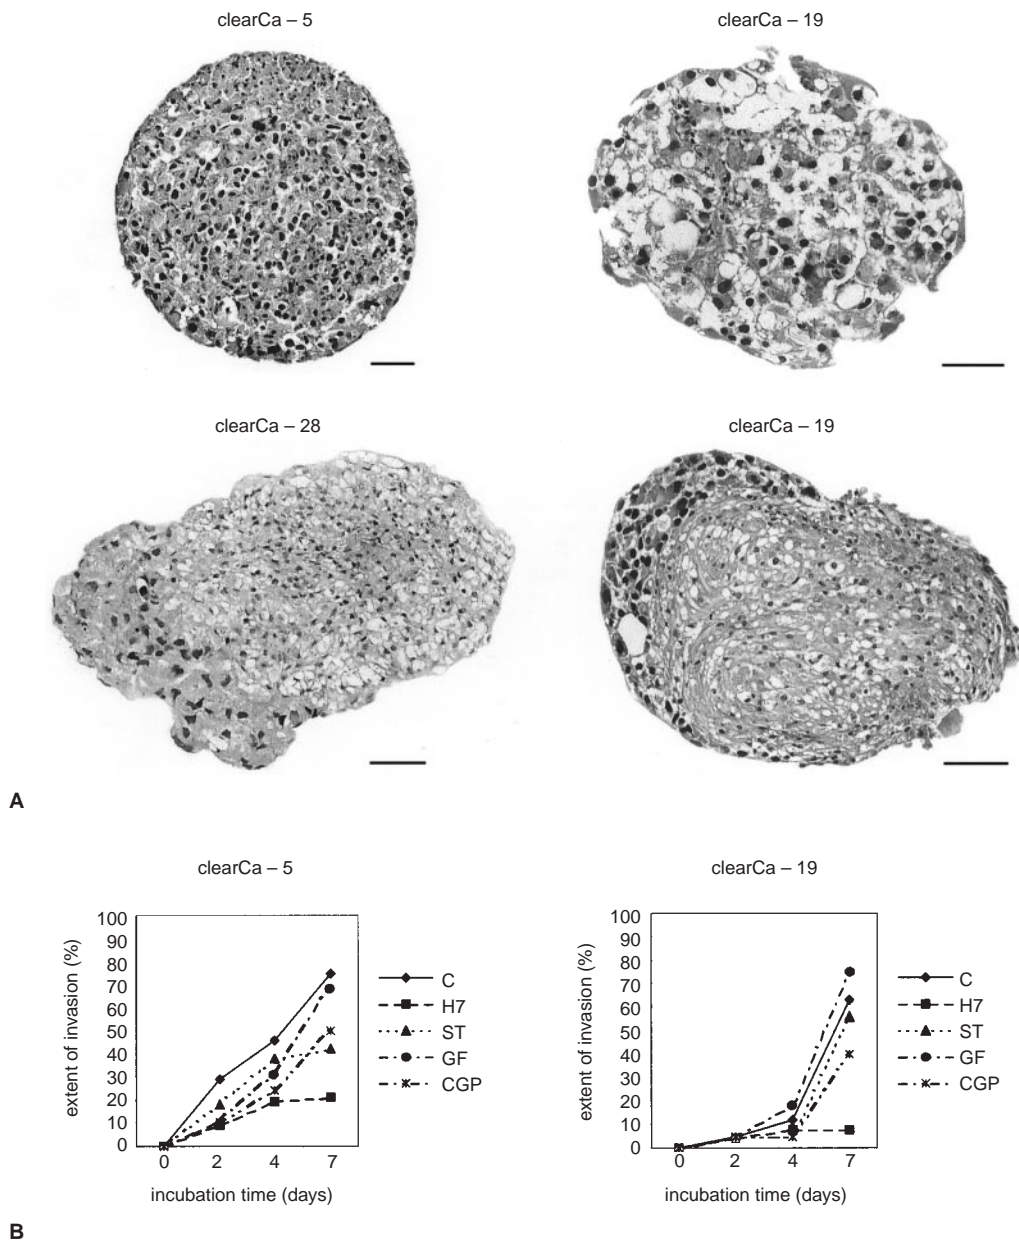 clearCa – 5
clearCa – 19
clearCa – 28
clearCa – 19
A
clearCa – 5
clearCa – 19
extent of invasion (%)
100
90
80
70
60
50
40
30
20
10
0
0 2 4 7
incubation time (days)
C
H7
ST
GF
CGP
extent of invasion (%)
100
90
80
70
60
50
40
30
20
10
0
0 2 4 7
incubation time (days)
C
H7
ST
GF
CGP
B